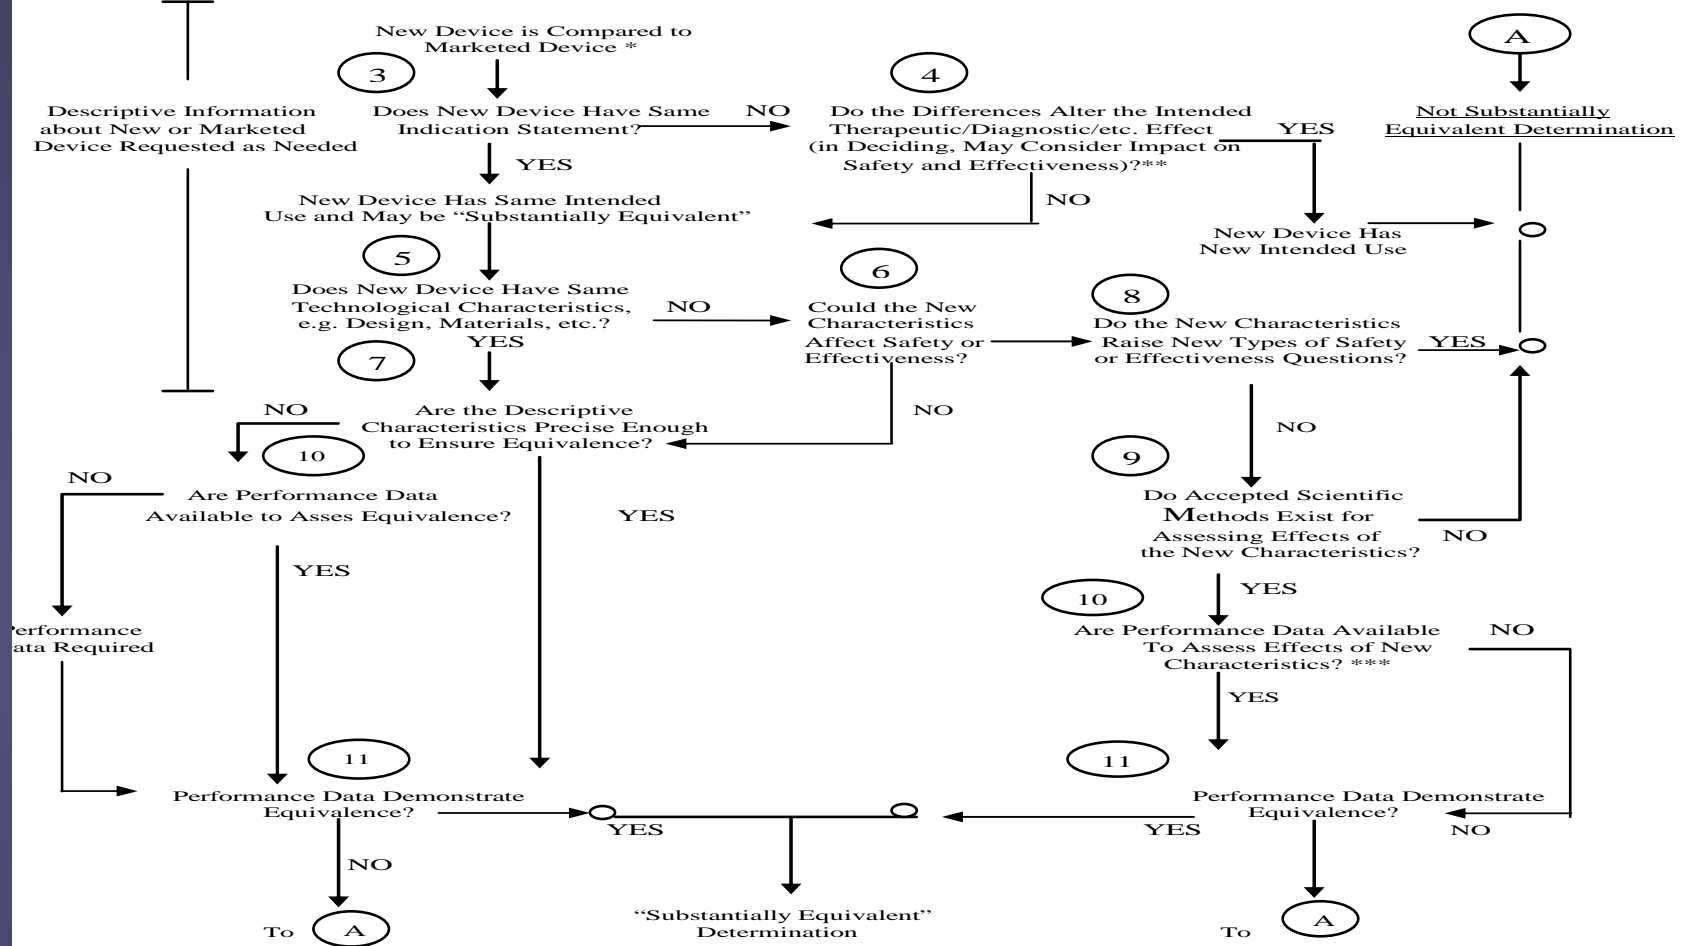 New Device is Compared to
Marketed Device *
A
3
4
Descriptive Information
about New or Marketed
Device Requested as Needed
Does New Device Have Same
Indication Statement?
NO
Do the Differences Alter the Intended
Therapeutic/Diagnostic/etc. Effect
(in Deciding, May Consider Impact on
Safety and Effectiveness)?**
YES
Not Substantially
Equivalent Determination
YES
NO
New Device Has Same Intended
Use and May be “Substantially Equivalent”
New Device Has
New Intended Use
5
6
8
Does New Device Have Same
Technological Characteristics,
e.g. Design, Materials, etc.?
NO
Could the New
Characteristics
Affect Safety or
Effectiveness?
Do the New Characteristics
Raise New Types of Safety
or Effectiveness Questions?
YES
YES
7
NO
Are the Descriptive
Characteristics Precise Enough
to Ensure Equivalence?
NO
NO
10
9
NO
Are Performance Data
Available to Asses Equivalence?
YES
Do Accepted Scientific
Methods Exist for
Assessing Effects of
the New Characteristics?
NO
YES
YES
10
erformance
ata Required
Are Performance Data Available
To Assess Effects of New
Characteristics? ***
NO
YES
11
11
Performance Data Demonstrate
Equivalence?
YES
YES
Performance Data Demonstrate
Equivalence?
NO
NO
“Substantially Equivalent”
Determination
To A
To A